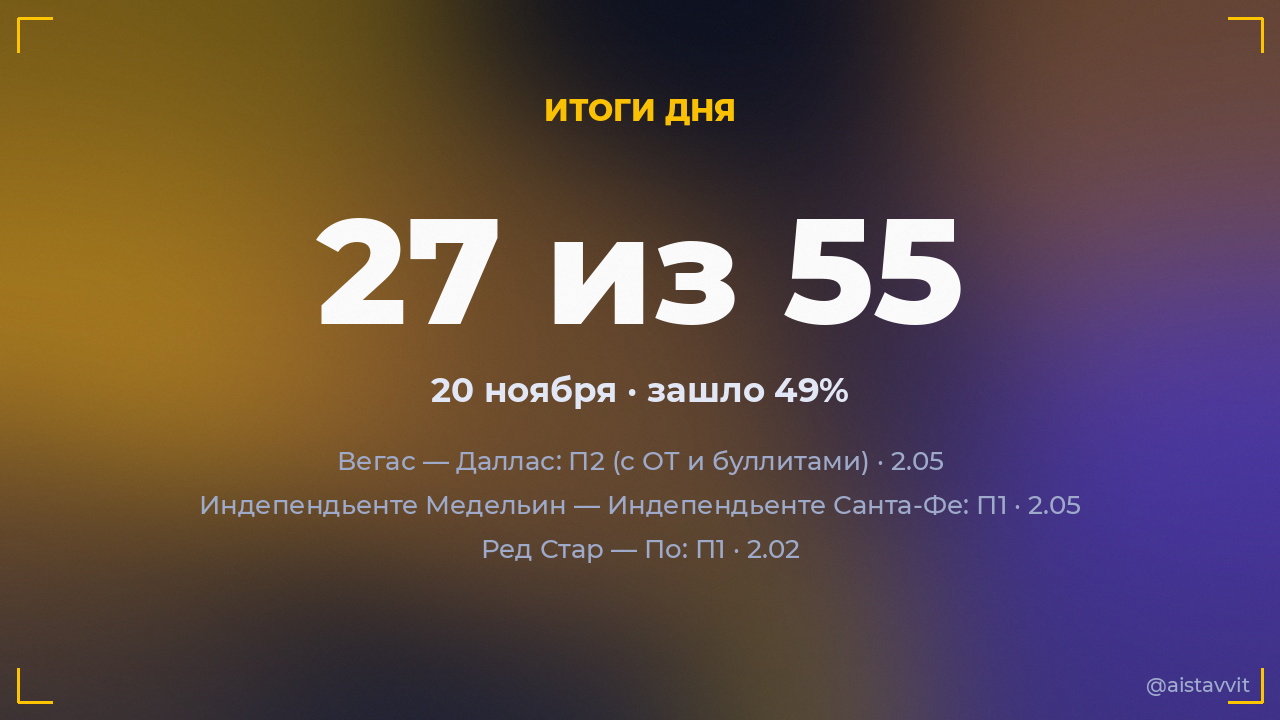 ИТОГИ ДНЯ
27 из 55
20 ноября · зашло 49%
Вегас — Даллас: П2 (с ОТ и буллитами) · 2.05
Индепендьенте Медельин — Индепендьенте Санта-Фе: П1 · 2.05
Ред Стар — По: П1 · 2.02
@aistavvit